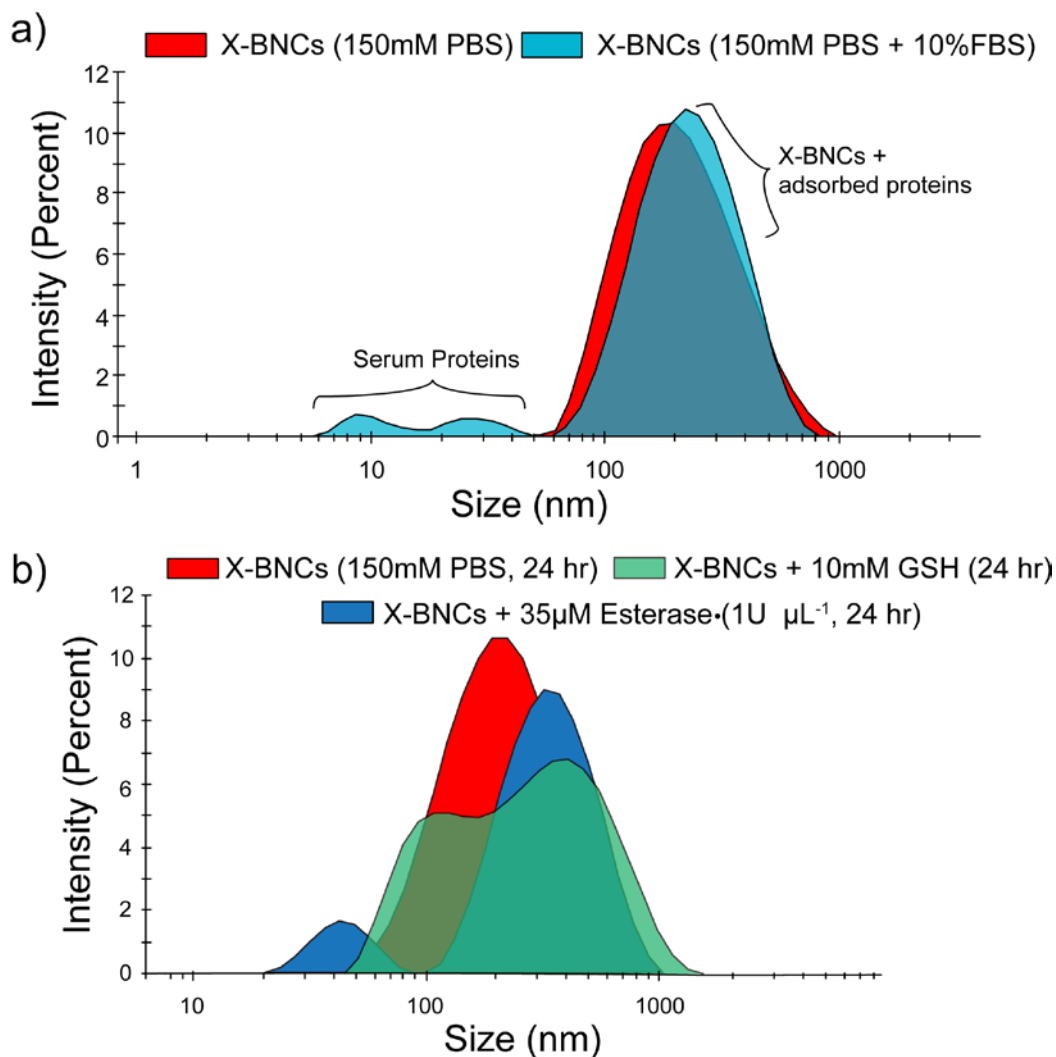 a)
X-BNCs (150mM PBS) X-BNCs (150mM PBS + 10%FBS)
12
10
8
6
4
2
0
Intensity (Percent)
X-BNCs +
adsorbed proteins
Serum Proteins
1 10 100 1000
Size (nm)
b)
X-BNCs (150mM PBS, 24 hr) X-BNCs + 10mM GSH (24 hr)
X-BNCs + 35μM Esterase•(1U μL⁻¹, 24 hr)
12
10
8
6
4
2
0
Intensity (Percent)
10 100 1000
Size (nm)